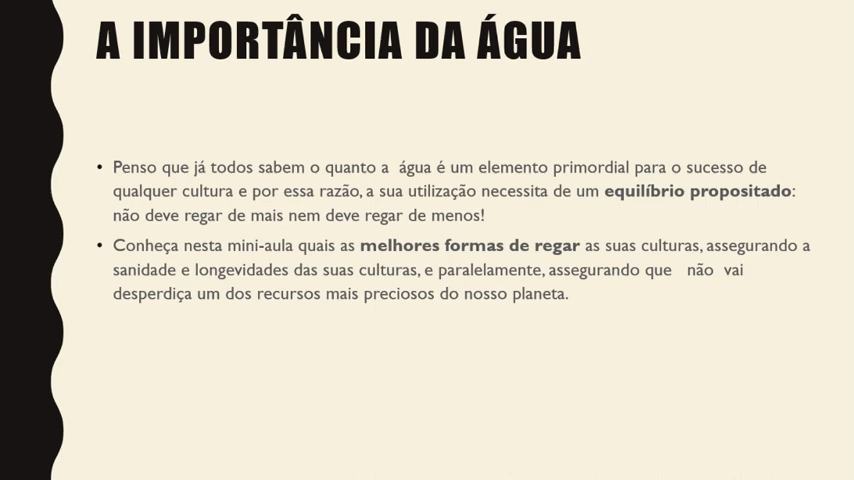 A IMPORTÂNCIA DA ÁGUA
• Penso que já todos sabem o quanto a água é um elemento primordial para o sucesso de
qualquer cultura e por essa razão, a sua utilização necessita de um equilíbrio propositado:
não deve regar de mais nem deve regar de menos!
• Conheça nesta mini-aula quais as melhores formas de regar as suas culturas, assegurando a
sanidade e longevidades das suas culturas, e paralelamente, assegurando que não vai
desperdiça um dos recursos mais preciosos do nosso planeta.